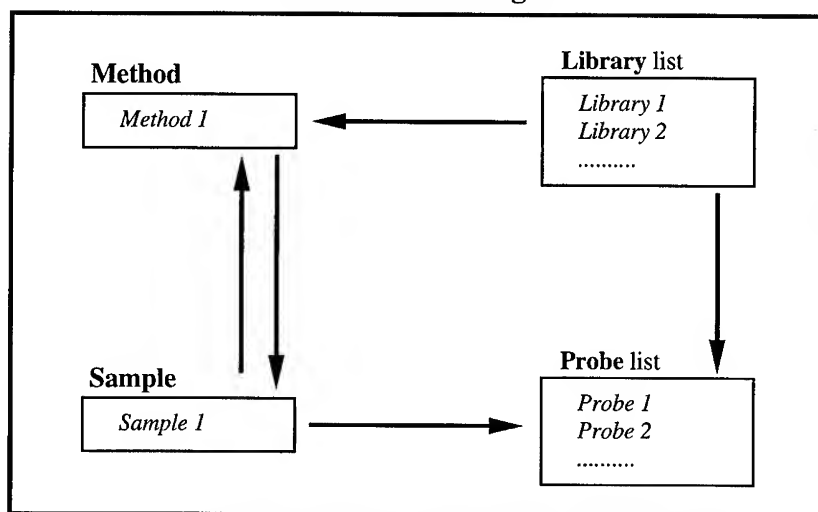 Method
Method 1
Library list
Library 1
Library 2
..........
Sample
Sample 1
Probe list
Probe 1
Probe 2
..........